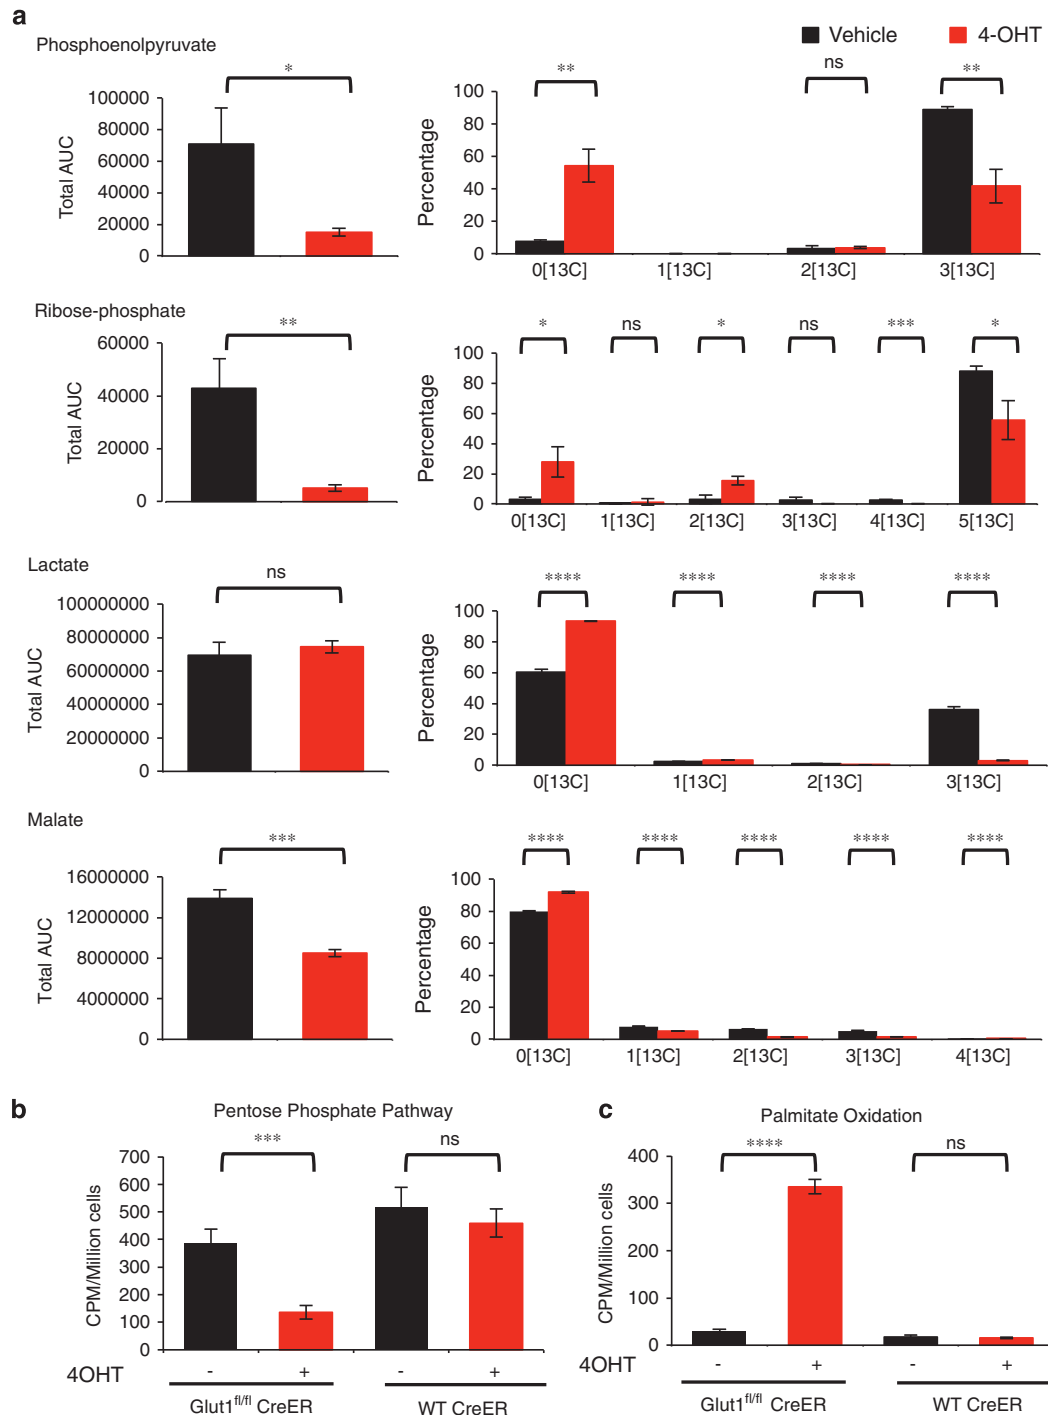 a
Vehicle 4-OHT
Phosphoenolpyruvate
*
Total AUC
100000
80000
60000
40000
20000
0
** ns **
Percentage
100
80
60
40
20
0
0[13C] 1[13C] 2[13C] 3[13C]
Ribose-phosphate
**
Total AUC
60000
40000
20000
0
* ns * ns *** *
Percentage
100
80
60
40
20
0
0[13C] 1[13C] 2[13C] 3[13C] 4[13C] 5[13C]
Lactate
ns
Total AUC
100000000
80000000
60000000
40000000
20000000
0
**** **** **** ****
Percentage
100
80
60
40
20
0
0[13C] 1[13C] 2[13C] 3[13C]
Malate
***
Total AUC
16000000
12000000
8000000
4000000
0
**** **** **** **** ****
Percentage
100
80
60
40
20
0
0[13C] 1[13C] 2[13C] 3[13C] 4[13C]
b
Pentose Phosphate Pathway
*** ns
CPM/Million cells
700
600
500
400
300
200
100
0
4OHT - + - +
Glut1fl/fl CreER WT CreER
c
Palmitate Oxidation
**** ns
CPM/Million cells
400
300
200
100
0
4OHT - + - +
Glut1fl/fl CreER WT CreER